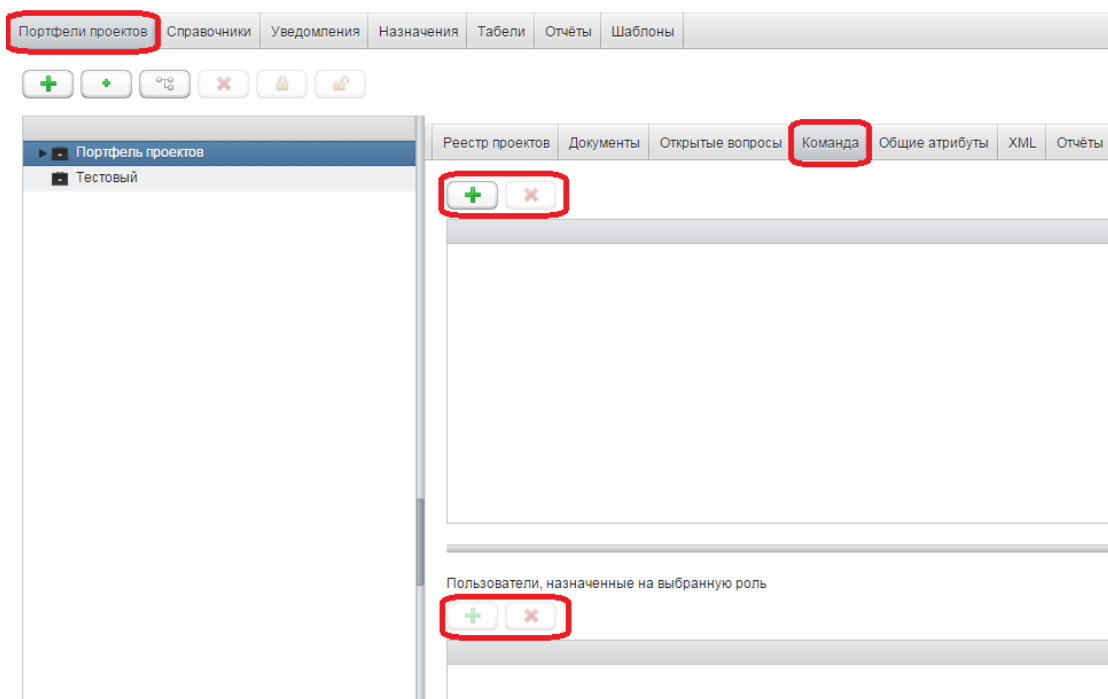 Портфели проектов Справочники Уведомления Назначения Табели Отчёты Шаблоны
Портфель проектов
Тестовый
Реестр проектов Документы Открытые вопросы Команда Общие атрибуты XML Отчёты
Пользователи, назначенные на выбранную роль